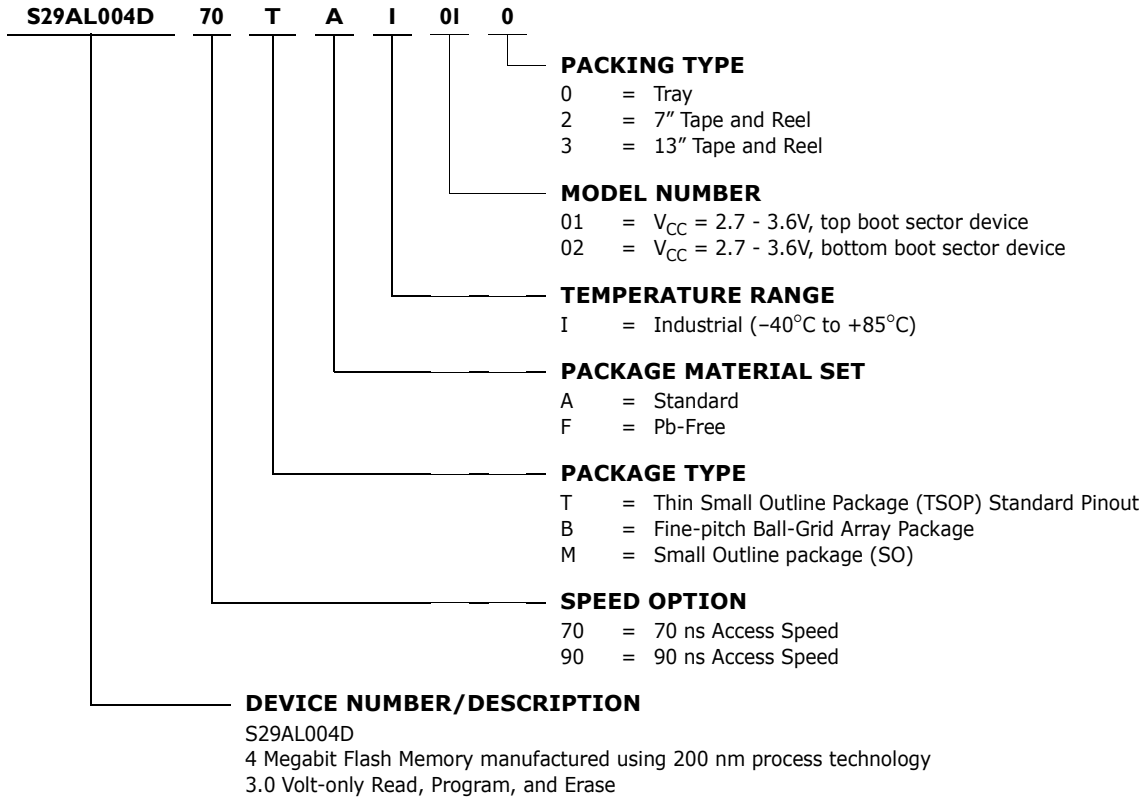 S29AL004D 70 T A I 01 0
PACKING TYPE
0 = Tray
2 = 7” Tape and Reel
3 = 13” Tape and Reel
MODEL NUMBER
01 = VCC = 2.7 - 3.6V, top boot sector device
02 = VCC = 2.7 - 3.6V, bottom boot sector device
TEMPERATURE RANGE
I = Industrial (–40°C to +85°C)
PACKAGE MATERIAL SET
A = Standard
F = Pb-Free
PACKAGE TYPE
T = Thin Small Outline Package (TSOP) Standard Pinout
B = Fine-pitch Ball-Grid Array Package
M = Small Outline package (SO)
SPEED OPTION
70 = 70 ns Access Speed
90 = 90 ns Access Speed
DEVICE NUMBER/DESCRIPTION
S29AL004D
4 Megabit Flash Memory manufactured using 200 nm process technology
3.0 Volt-only Read, Program, and Erase